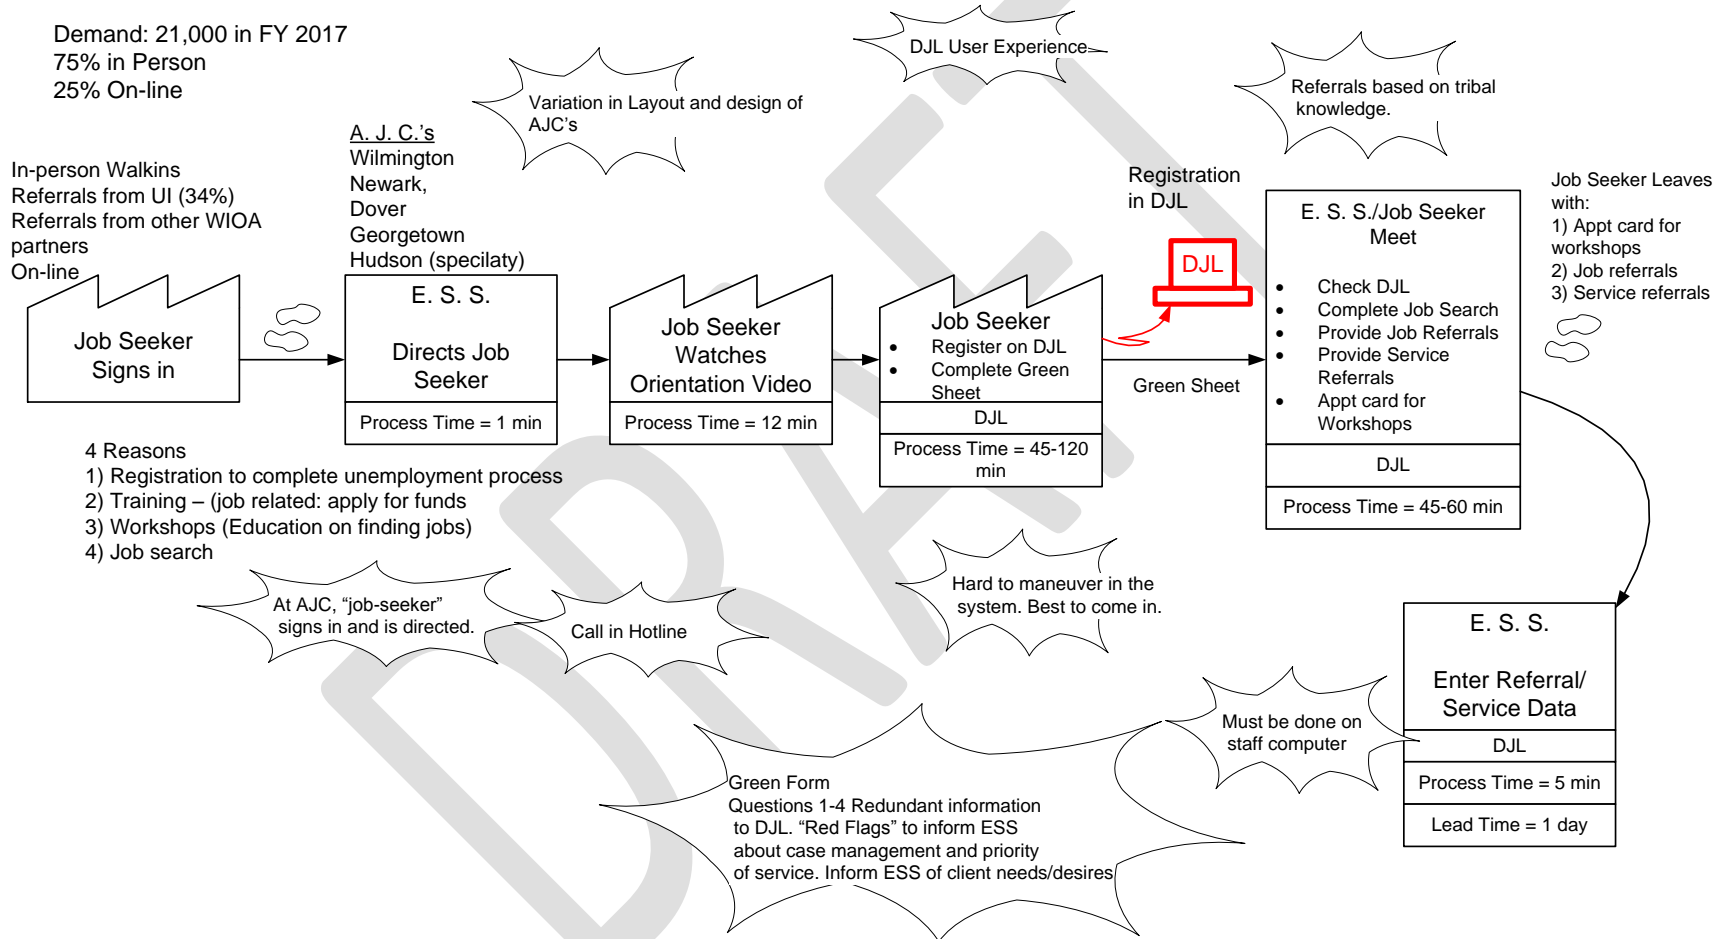 Demand: 21,000 in FY 2017
75% in Person
25% On-line
DJL User Experience
Variation in Layout and design of
AJC's
Referrals based on tribal
knowledge.
In-person Walkins
Referrals from UI (34%)
Referrals from other WIOA
partners
On-line
A. J. C.'s
Wilmington
Newark,
Dover
Georgetown
Hudson (specilaty)
Registration
in DJL
DJL
Job Seeker Leaves
with:
1) Appt card for
workshops
2) Job referrals
3) Service referrals
Job Seeker
Signs in
E. S. S.
Directs Job
Seeker
Process Time = 1 min
Job Seeker
Watches
Orientation Video
Process Time = 12 min
Job Seeker
• Register on DJL
• Complete Green
Sheet
DJL
Process Time = 45-120
min
Green Sheet
E. S. S./Job Seeker
Meet
• Check DJL
• Complete Job Search
• Provide Job Referrals
• Provide Service
Referrals
• Appt card for
Workshops
DJL
Process Time = 45-60 min
4 Reasons
1) Registration to complete unemployment process
2) Training – (job related: apply for funds
3) Workshops (Education on finding jobs)
4) Job search
At AJC, “job-seeker”
signs in and is directed.
Call in Hotline
Hard to maneuver in the
system. Best to come in.
E. S. S.
Enter Referral/
Service Data
DJL
Process Time = 5 min
Lead Time = 1 day
Must be done on
staff computer
Green Form
Questions 1-4 Redundant information
to DJL. “Red Flags” to inform ESS
about case management and priority
of service. Inform ESS of client needs/desires
DRAFT